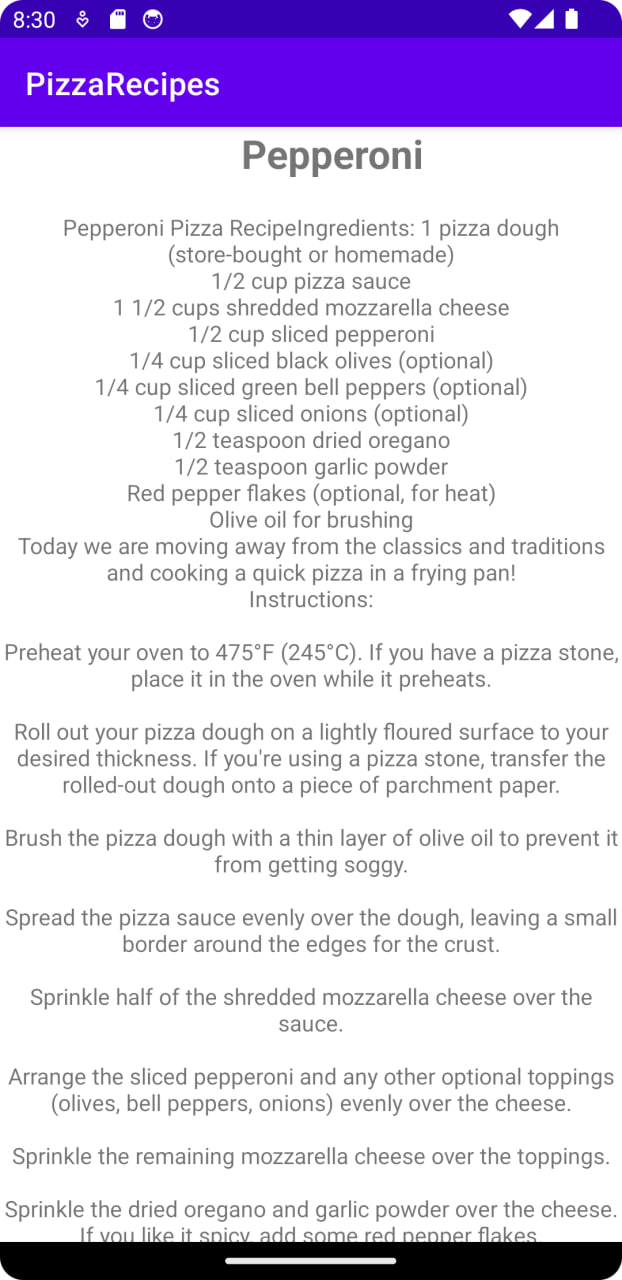 8:30
PizzaRecipes
Pepperoni
Pepperoni Pizza RecipeIngredients: 1 pizza dough
(store-bought or homemade)
1/2 cup pizza sauce
1 1/2 cups shredded mozzarella cheese
1/2 cup sliced pepperoni
1/4 cup sliced black olives (optional)
1/4 cup sliced green bell peppers (optional)
1/4 cup sliced onions (optional)
1/2 teaspoon dried oregano
1/2 teaspoon garlic powder
Red pepper flakes (optional, for heat)
Olive oil for brushing
Today we are moving away from the classics and traditions
and cooking a quick pizza in a frying pan!
Instructions:
Preheat your oven to 475°F (245°C). If you have a pizza stone,
place it in the oven while it preheats.
Roll out your pizza dough on a lightly floured surface to your
desired thickness. If you're using a pizza stone, transfer the
rolled-out dough onto a piece of parchment paper.
Brush the pizza dough with a thin layer of olive oil to prevent it
from getting soggy.
Spread the pizza sauce evenly over the dough, leaving a small
border around the edges for the crust.
Sprinkle half of the shredded mozzarella cheese over the
sauce.
Arrange the sliced pepperoni and any other optional toppings
(olives, bell peppers, onions) evenly over the cheese.
Sprinkle the remaining mozzarella cheese over the toppings.
Sprinkle the dried oregano and garlic powder over the cheese.
If you like it spicy, add some red pepper flakes.